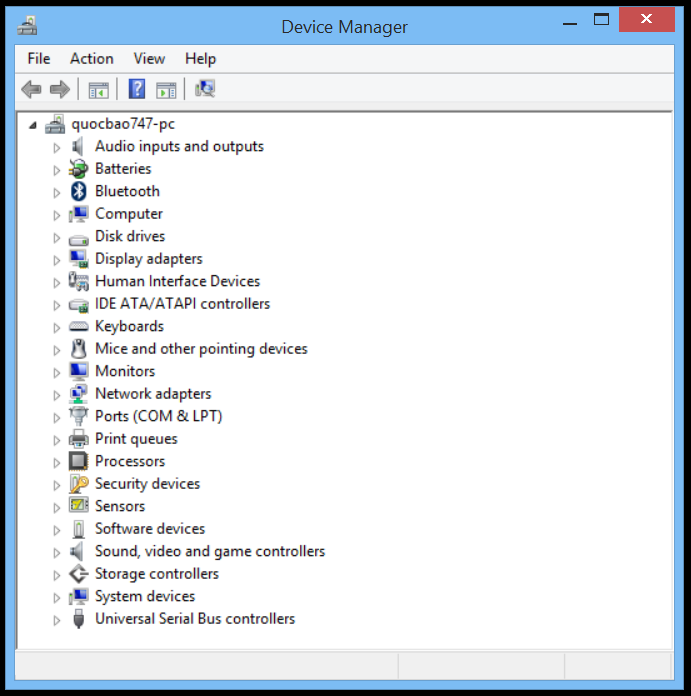 Device Manager
File Action View Help
quocbao747-pc
Audio inputs and outputs
Batteries
Bluetooth
Computer
Disk drives
Display adapters
Human Interface Devices
IDE ATA/ATAPI controllers
Keyboards
Mice and other pointing devices
Monitors
Network adapters
Ports (COM & LPT)
Print queues
Processors
Security devices
Sensors
Software devices
Sound, video and game controllers
Storage controllers
System devices
Universal Serial Bus controllers